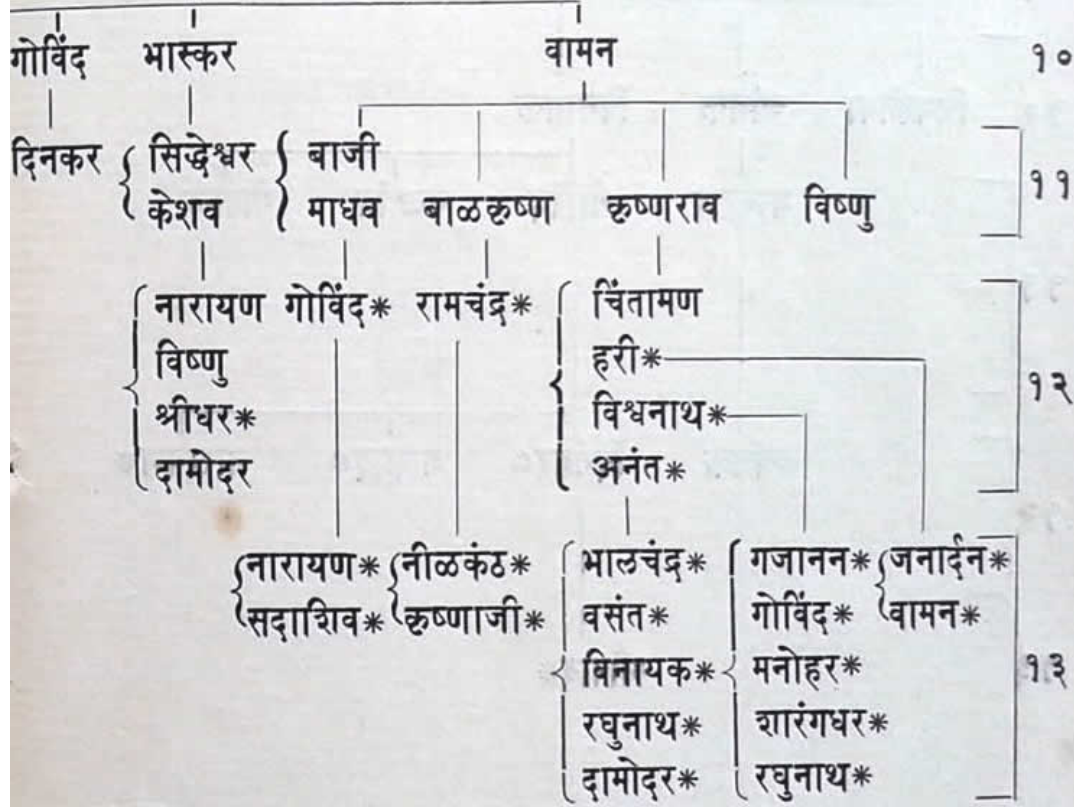 गोविंद भास्कर वामन १०
दिनकर सिद्धेश्वर बाजी ११
केशव माधव बाळकृष्ण कृष्णराव विष्णु
नारायण गोविंद* रामचंद्र* चिंतामण
विष्णु हरी* १२
श्रीधर* विश्वनाथ*
दामोदर अनंत*
नारायण* नीळकंठ* भालचंद्र* गजानन* जनार्दन*
सदाशिव* कृष्णाजी* वसंत* गोविंद* वामन*
विनायक* मनोहर* १३
रघुनाथ* शारंगधर*
दामोदर* रघुनाथ*